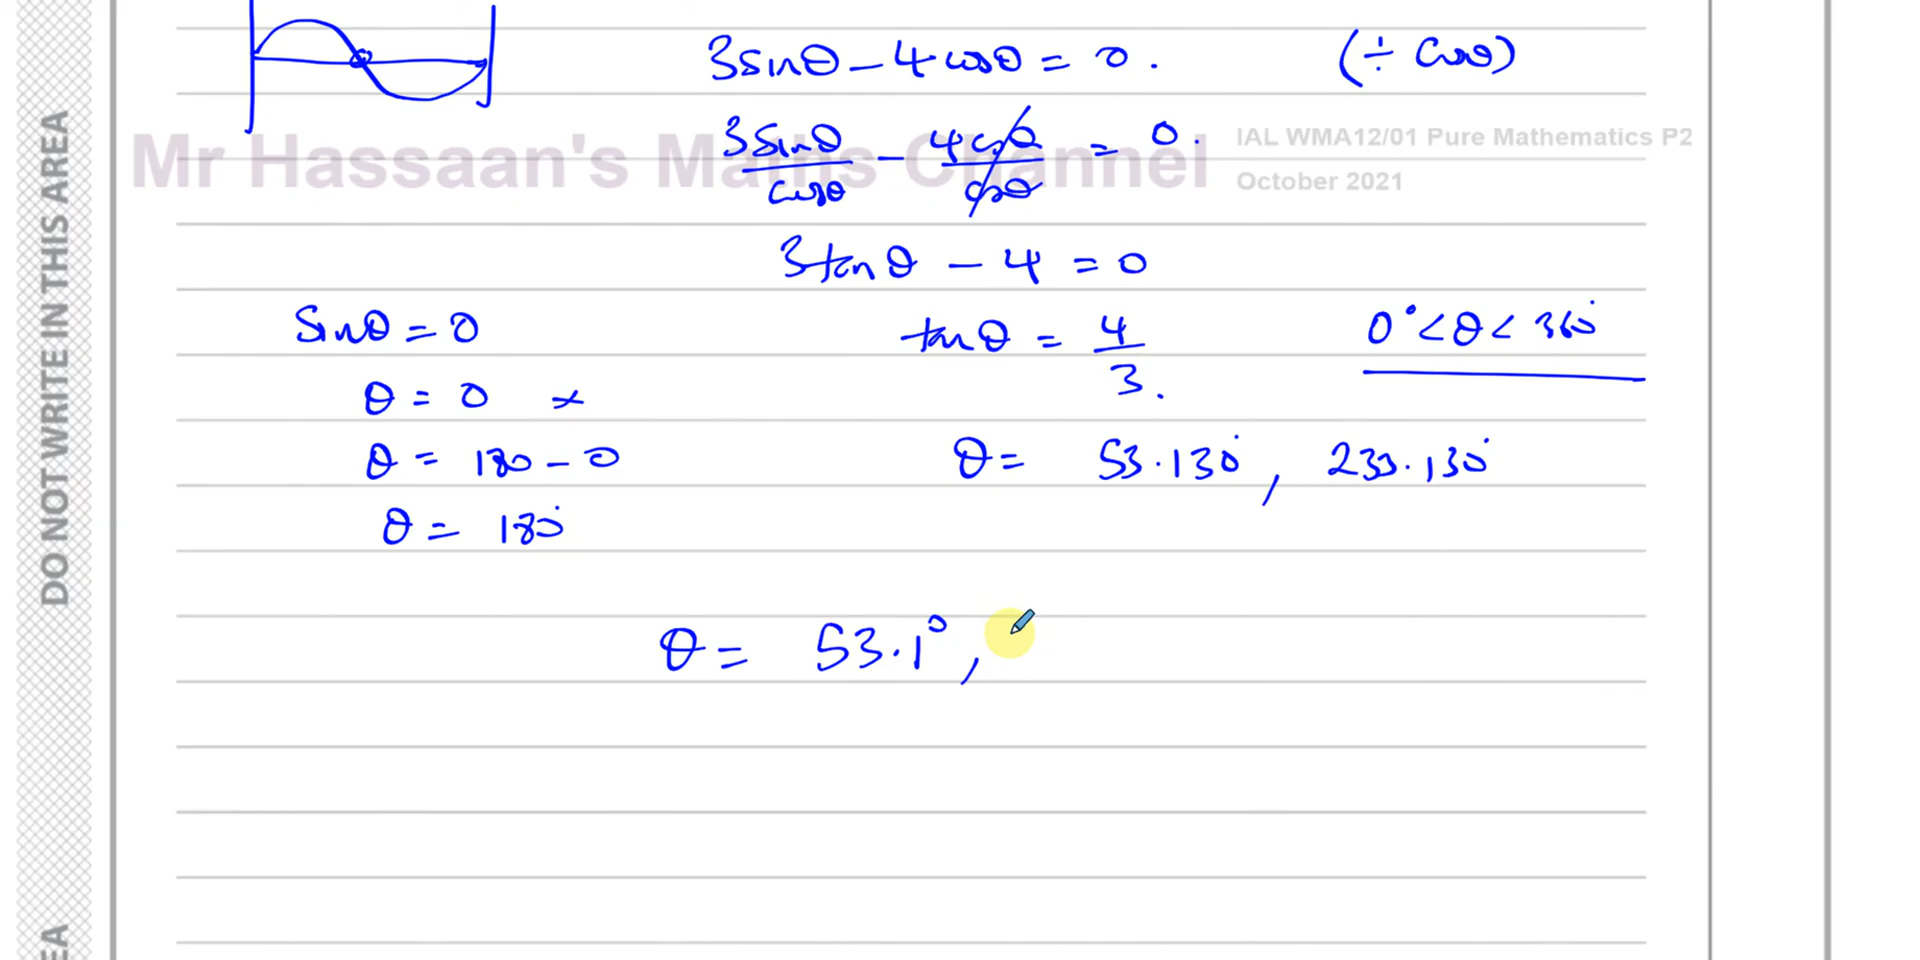 3sinθ - 4cosθ = 0. (÷ cosθ)
3sinθ/cosθ - 4cosθ/cosθ = 0.
Mr Hassaan's Maths Channel
IAL WMA12/01 Pure Mathematics P2
October 2021
3tanθ - 4 = 0
sinθ = 0
tanθ = 4/3.
0° < θ < 360°
θ = 0 ×
θ = 180 - 0
θ = 53.130°, 233.130°
θ = 180°
θ = 53.1°,
DO NOT WRITE IN THIS AREA
EA